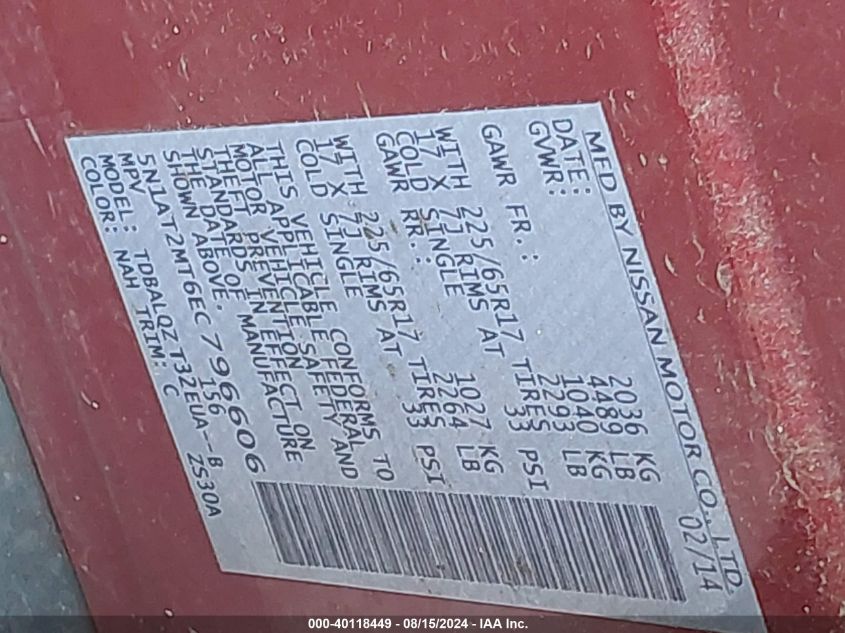 MFD BY NISSAN MOTOR CO., LTD.
DATE: 02/14
GVWR: 2036 KG
4489 LB
GAWR FR.: 1040 KG
2293 LB
WITH 225/65R17 TIRES
17 X 7J RIMS AT 33 PSI
COLD SINGLE
GAWR RR.: 1027 KG
2264 LB
WITH 225/65R17 TIRES
17 X 7J RIMS AT 33 PSI
COLD SINGLE
THIS VEHICLE CONFORMS TO
ALL APPLICABLE FEDERAL
MOTOR VEHICLE SAFETY AND
THEFT PREVENTION
STANDARDS IN EFFECT ON
THE DATE OF MANUFACTURE
SHOWN ABOVE.
5N1AT2MT6EC796606
MPV 156
MODEL: TDBALQZ T32EUA--B
COLOR: NAH TRIM: C ZS30A
000-40118449 - 08/15/2024 - IAA Inc.